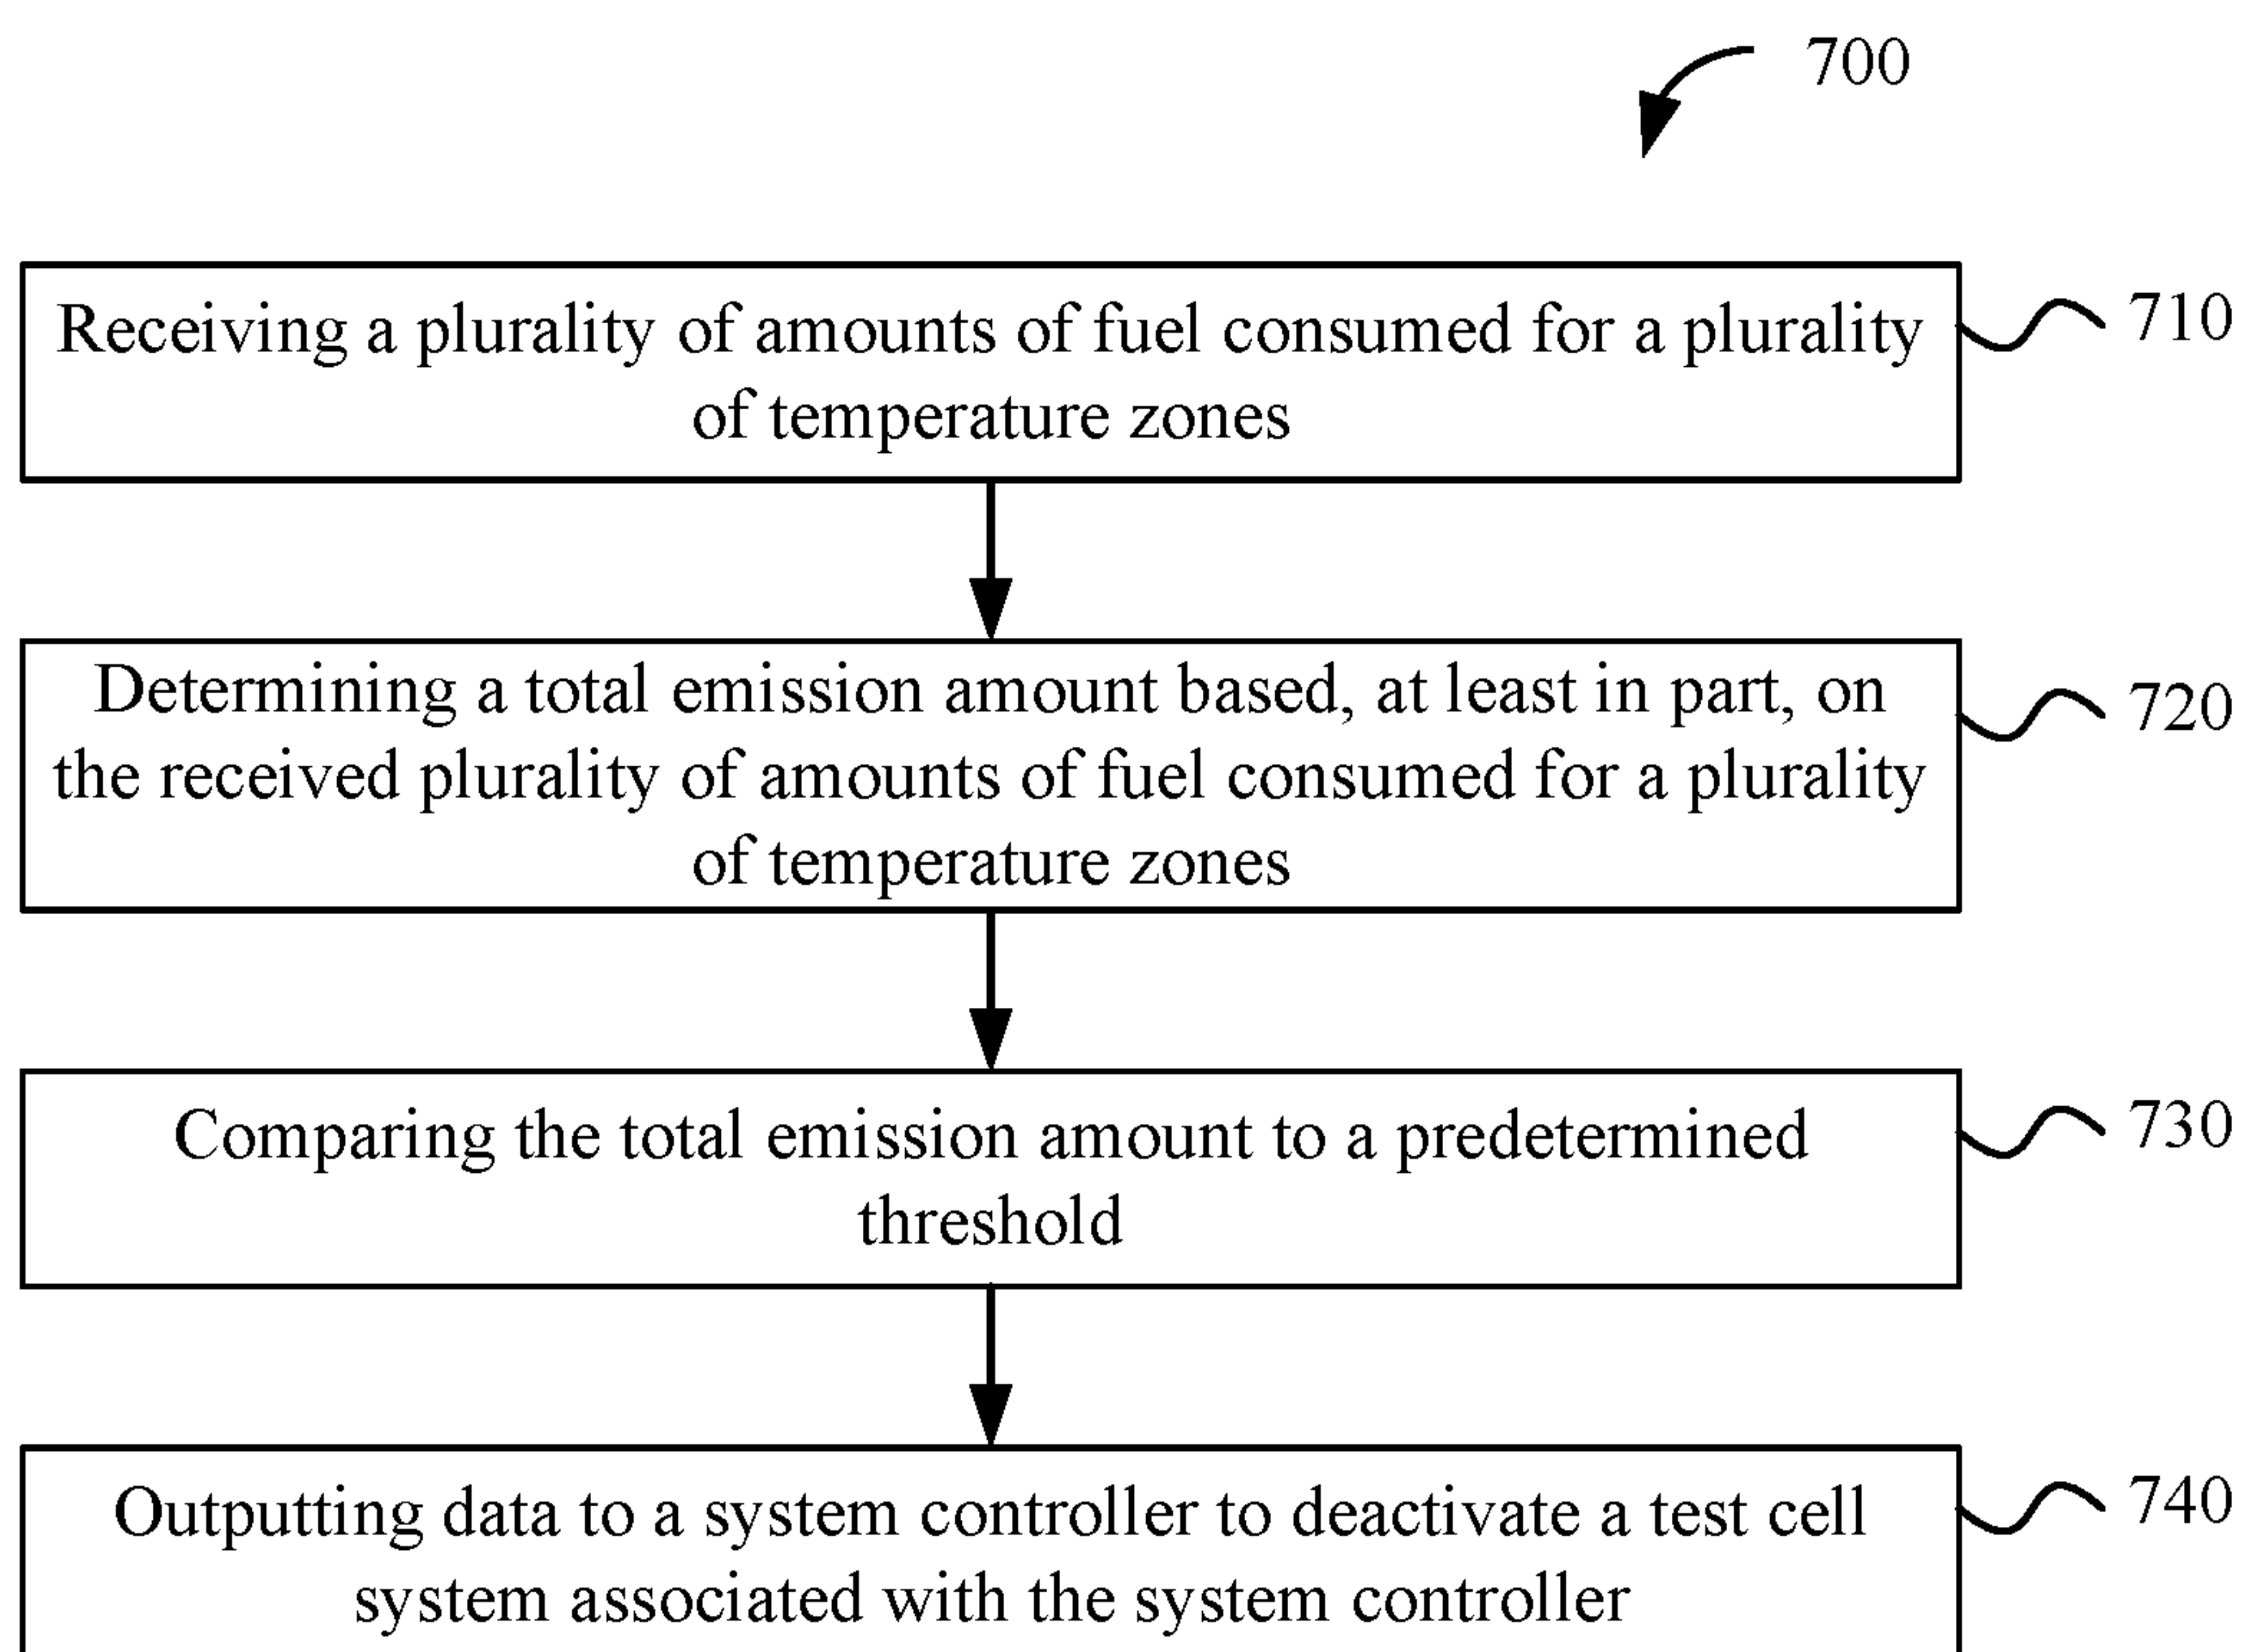 700
Receiving a plurality of amounts of fuel consumed for a plurality
of temperature zones
710
Determining a total emission amount based, at least in part, on
the received plurality of amounts of fuel consumed for a plurality
of temperature zones
720
Comparing the total emission amount to a predetermined
threshold
730
Outputting data to a system controller to deactivate a test cell
system associated with the system controller
740